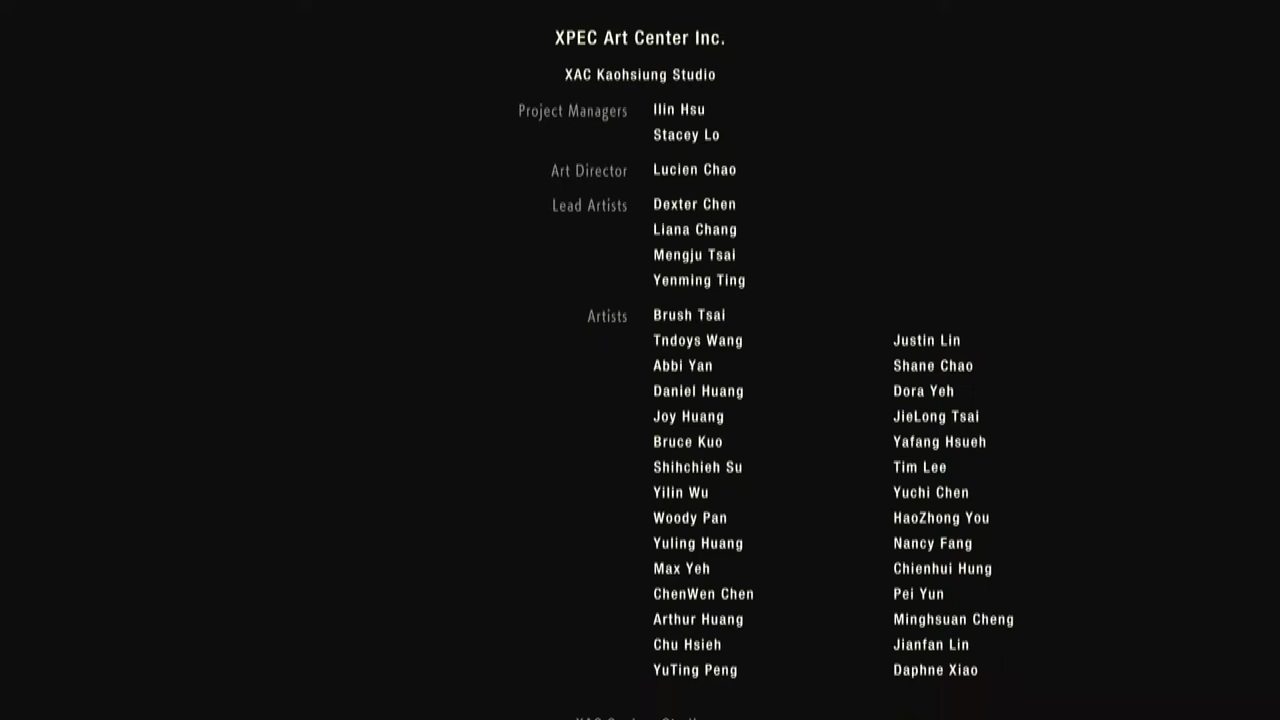 XPEC Art Center Inc.
XAC Kaohsiung Studio
Project Managers Ilin Hsu
Stacey Lo
Art Director Lucien Chao
Lead Artists Dexter Chen
Liana Chang
Mengju Tsai
Yenming Ting
Artists Brush Tsai
Tndoys Wang Justin Lin
Abbi Yan Shane Chao
Daniel Huang Dora Yeh
Joy Huang JieLong Tsai
Bruce Kuo Yafang Hsueh
Shihchieh Su Tim Lee
Yilin Wu Yuchi Chen
Woody Pan HaoZhong You
Yuling Huang Nancy Fang
Max Yeh Chienhui Hung
ChenWen Chen Pei Yun
Arthur Huang Minghsuan Cheng
Chu Hsieh Jianfan Lin
YuTing Peng Daphne Xiao